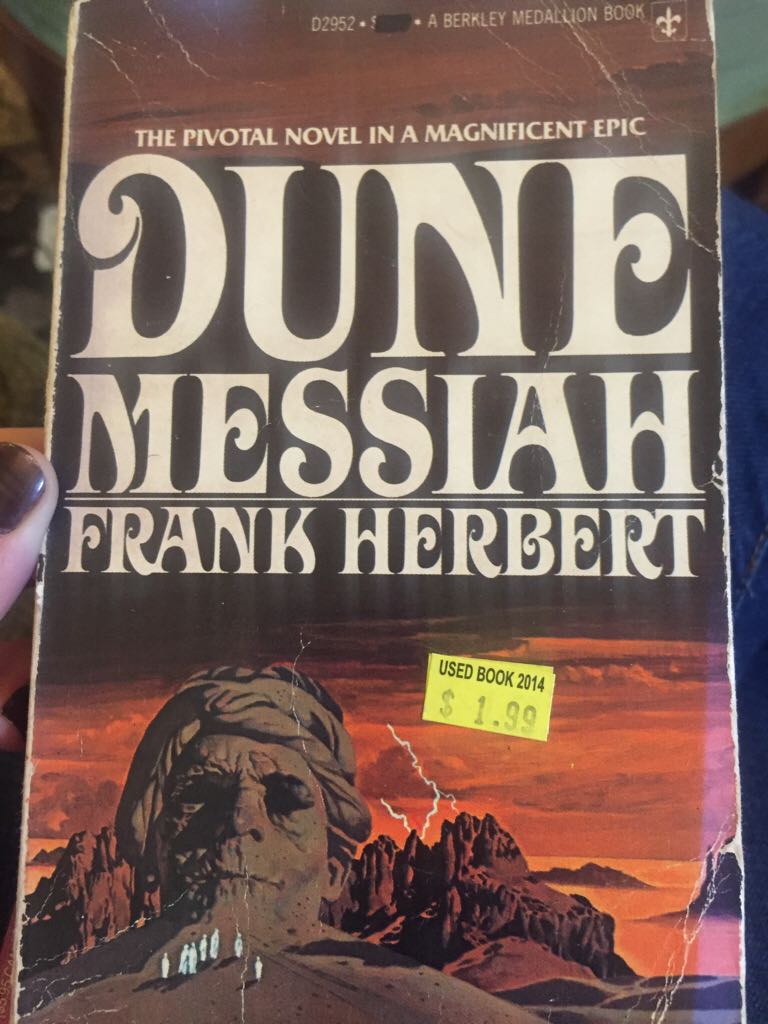 D2952 • $ • A BERKLEY MEDALLION BOOK
THE PIVOTAL NOVEL IN A MAGNIFICENT EPIC
DUNE
MESSIAH
FRANK HERBERT
USED BOOK 2014
$ 1.99